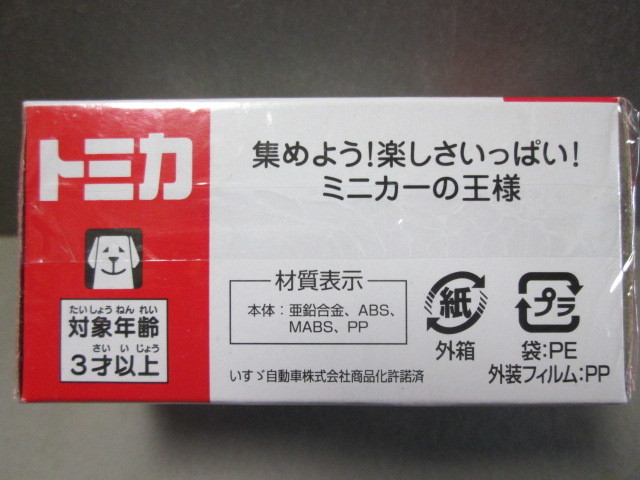 トミカ
集めよう!楽しさいっぱい!
ミニカーの王様
たいしょう ねん れい
対象年齢
さい い じょう
3才以上
材質表示
本体:亜鉛合金、ABS、
MABS、PP
いすゞ自動車株式会社商品化許諾済
紙
外箱
プラ
袋:PE
外装フィルム:PP